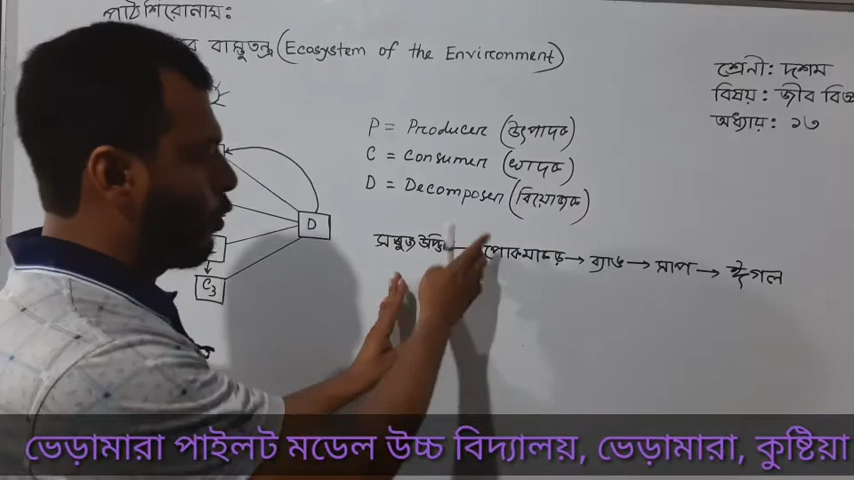 পাঠ শিরোনাম:
বাস্তুতন্ত্র (Ecosystem of the Environment)
শ্রেনী: দশম
বিষয়: জীব
অধ্যায়: ১৩
P = Producer (উৎপাদক)
C = Consumer (খাদক)
D = Decomposer (বিয়োজক)
D
C3
সবুজ → পোকামাকড় → ব্যাঙ → সাপ → ঈগল
ভেড়ামারা পাইলট মডেল উচ্চ বিদ্যালয়, ভেড়ামারা, কুষ্টিয়া